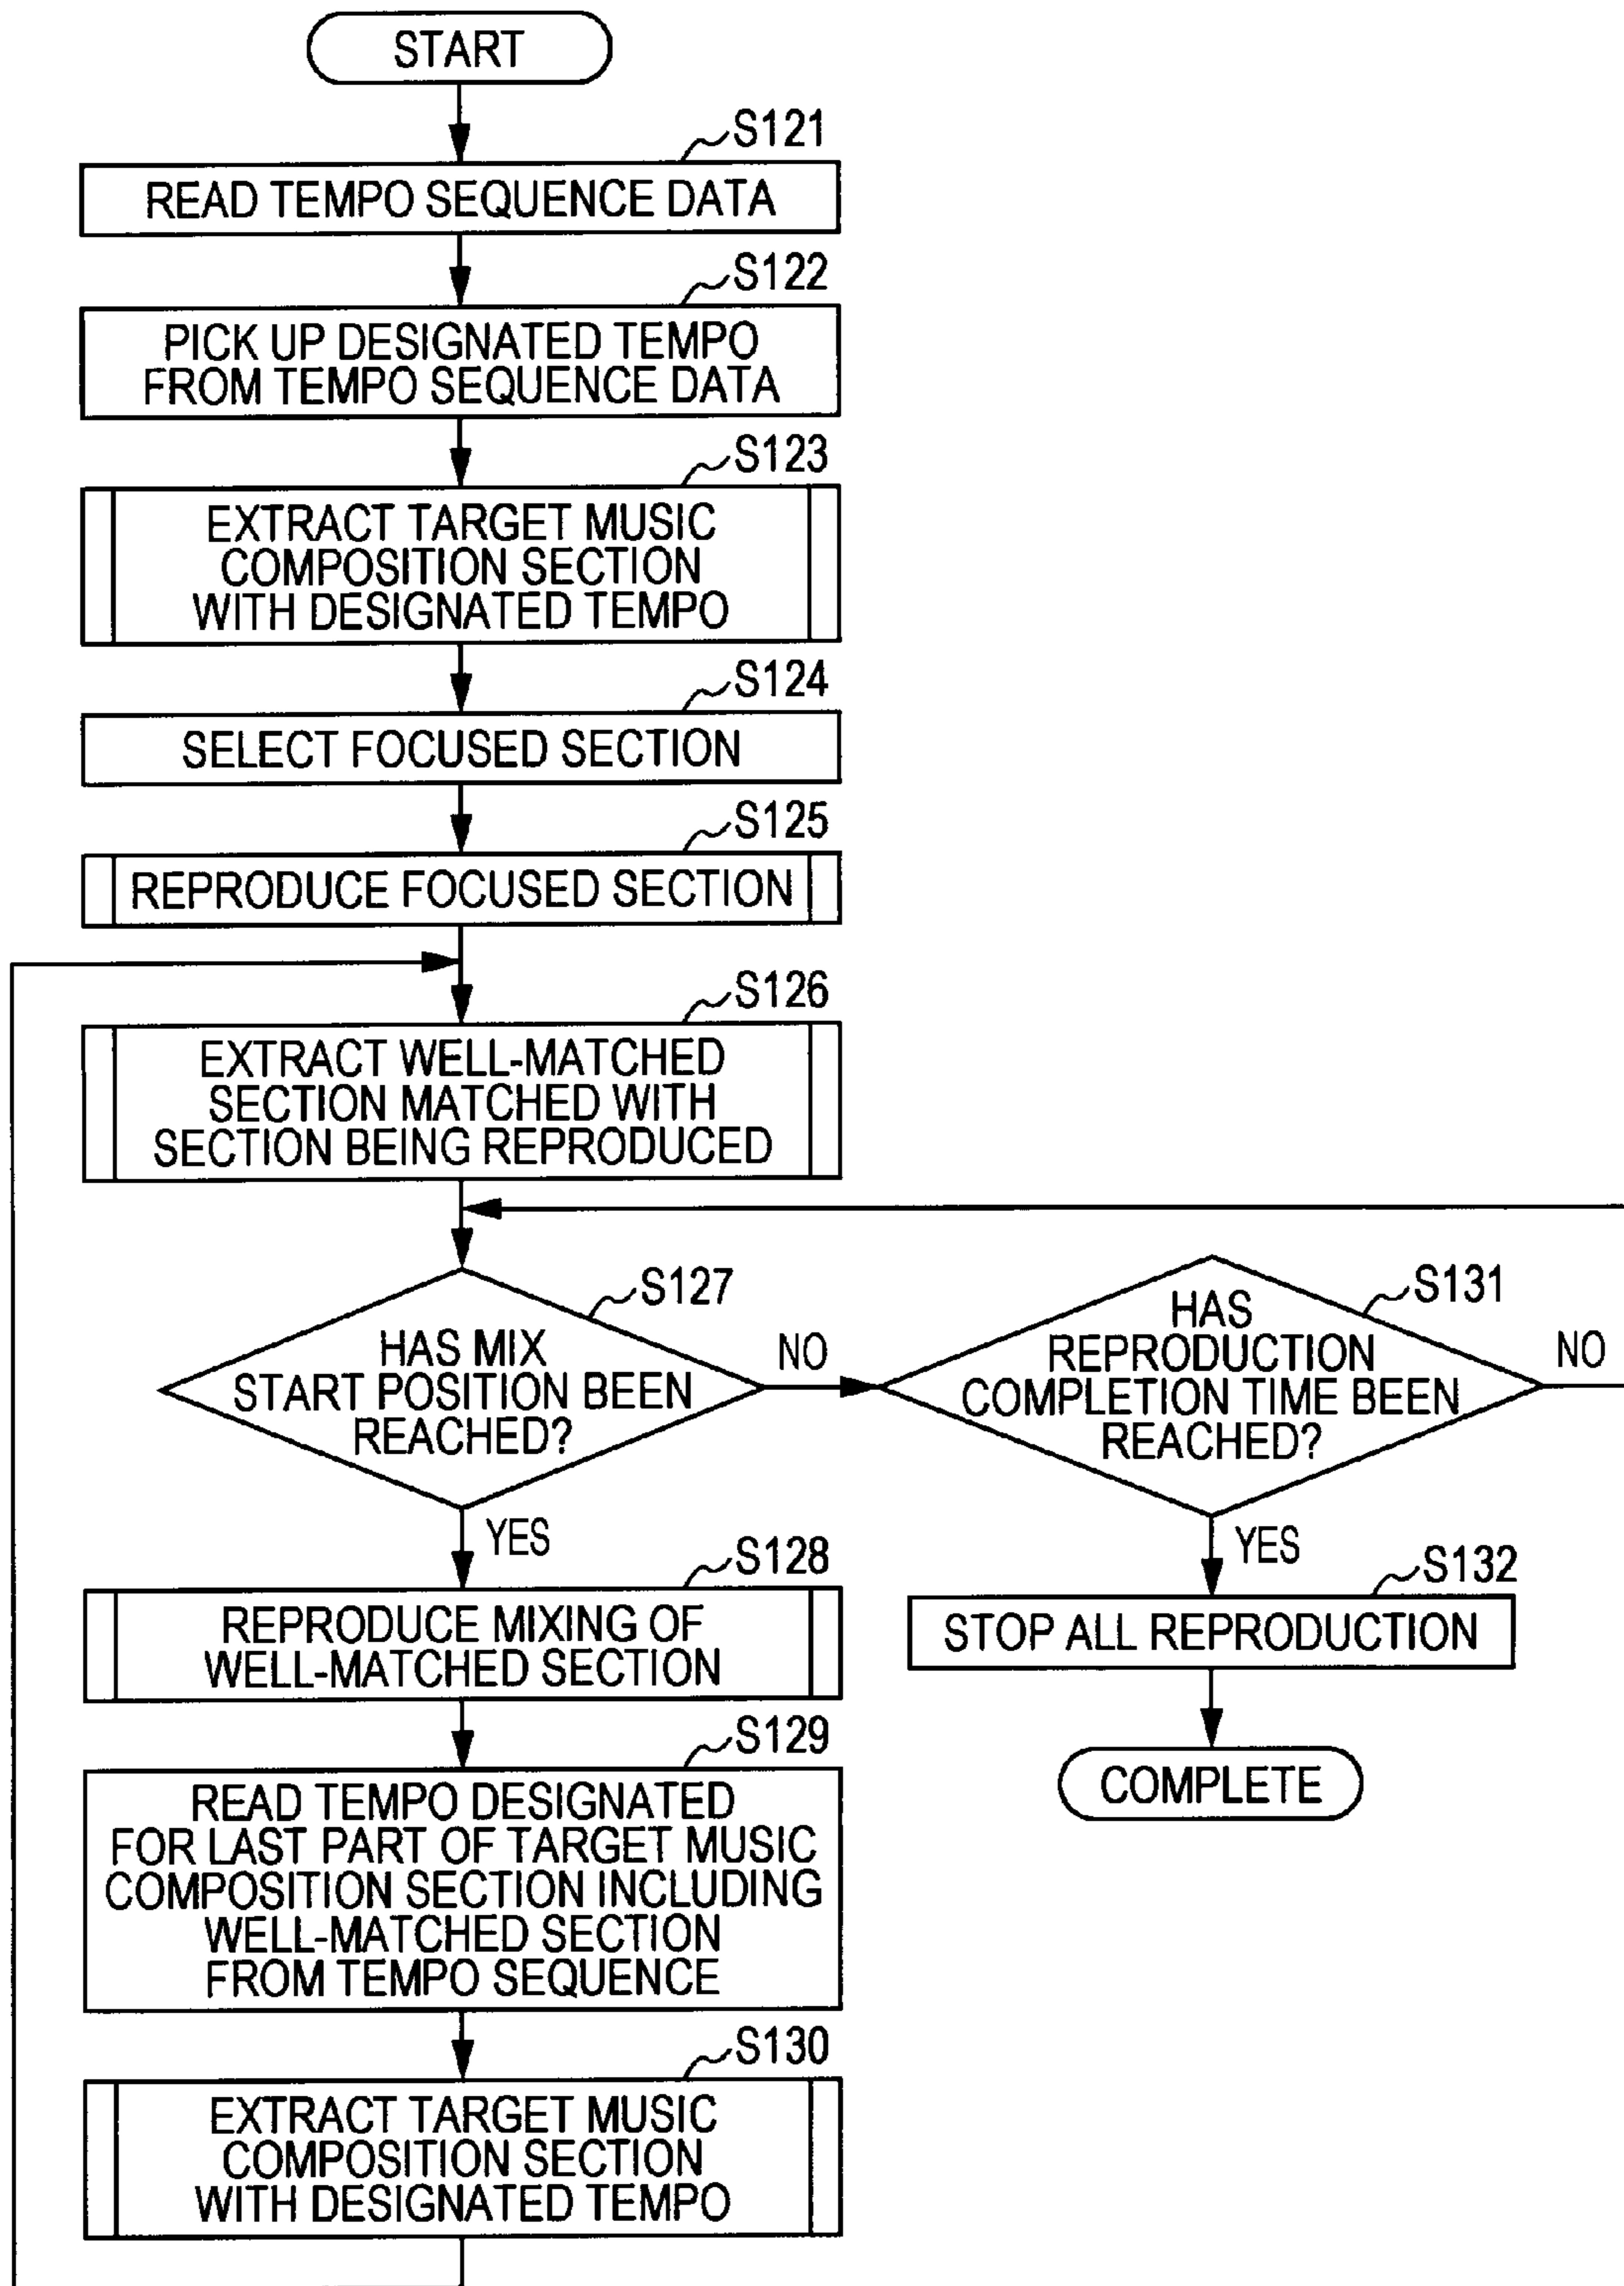 START
S121
READ TEMPO SEQUENCE DATA
S122
PICK UP DESIGNATED TEMPO
FROM TEMPO SEQUENCE DATA
S123
EXTRACT TARGET MUSIC
COMPOSITION SECTION
WITH DESIGNATED TEMPO
S124
SELECT FOCUSED SECTION
S125
REPRODUCE FOCUSED SECTION
S126
EXTRACT WELL-MATCHED
SECTION MATCHED WITH
SECTION BEING REPRODUCED
S127
HAS MIX
START POSITION BEEN
REACHED?
NO
S131
HAS
REPRODUCTION
COMPLETION TIME BEEN
REACHED?
NO
YES
S128
REPRODUCE MIXING OF
WELL-MATCHED SECTION
YES
S132
STOP ALL REPRODUCTION
COMPLETE
S129
READ TEMPO DESIGNATED
FOR LAST PART OF TARGET MUSIC
COMPOSITION SECTION INCLUDING
WELL-MATCHED SECTION
FROM TEMPO SEQUENCE
S130
EXTRACT TARGET MUSIC
COMPOSITION SECTION
WITH DESIGNATED TEMPO